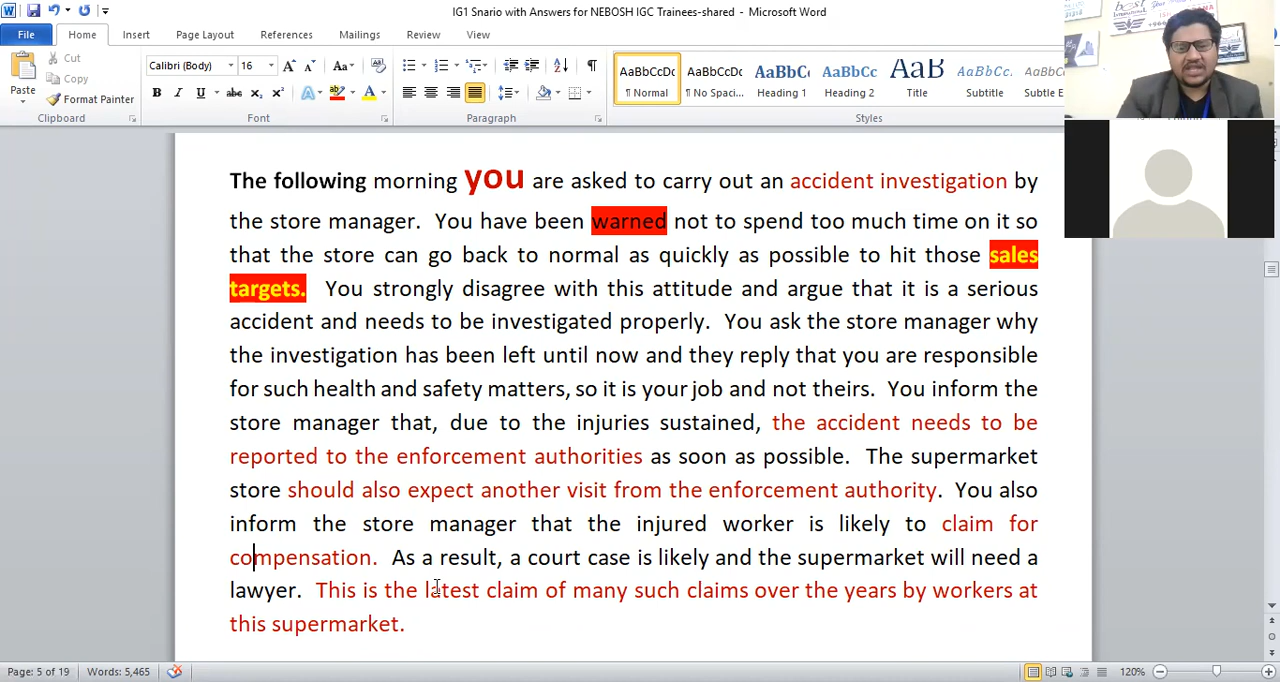 IG1 Snario with Answers for NEBOSH IGC Trainees-shared - Microsoft Word
File Home Insert Page Layout References Mailings Review View
Cut
Copy
Format Painter
Paste
Clipboard
Calibri (Body) 16
Font
Paragraph
AaBbCcDc AaBbCcDc AaBbC AaBbCc AaB AaBbCcL AaBbCc
¶ Normal ¶ No Spaci... Heading 1 Heading 2 Title Subtitle Subtle E
Styles
The following morning you are asked to carry out an accident investigation by
the store manager. You have been warned not to spend too much time on it so
that the store can go back to normal as quickly as possible to hit those sales
targets. You strongly disagree with this attitude and argue that it is a serious
accident and needs to be investigated properly. You ask the store manager why
the investigation has been left until now and they reply that you are responsible
for such health and safety matters, so it is your job and not theirs. You inform the
store manager that, due to the injuries sustained, the accident needs to be
reported to the enforcement authorities as soon as possible. The supermarket
store should also expect another visit from the enforcement authority. You also
inform the store manager that the injured worker is likely to claim for
compensation. As a result, a court case is likely and the supermarket will need a
lawyer. This is the latest claim of many such claims over the years by workers at
this supermarket.
Page: 5 of 19 Words: 5,465 120%